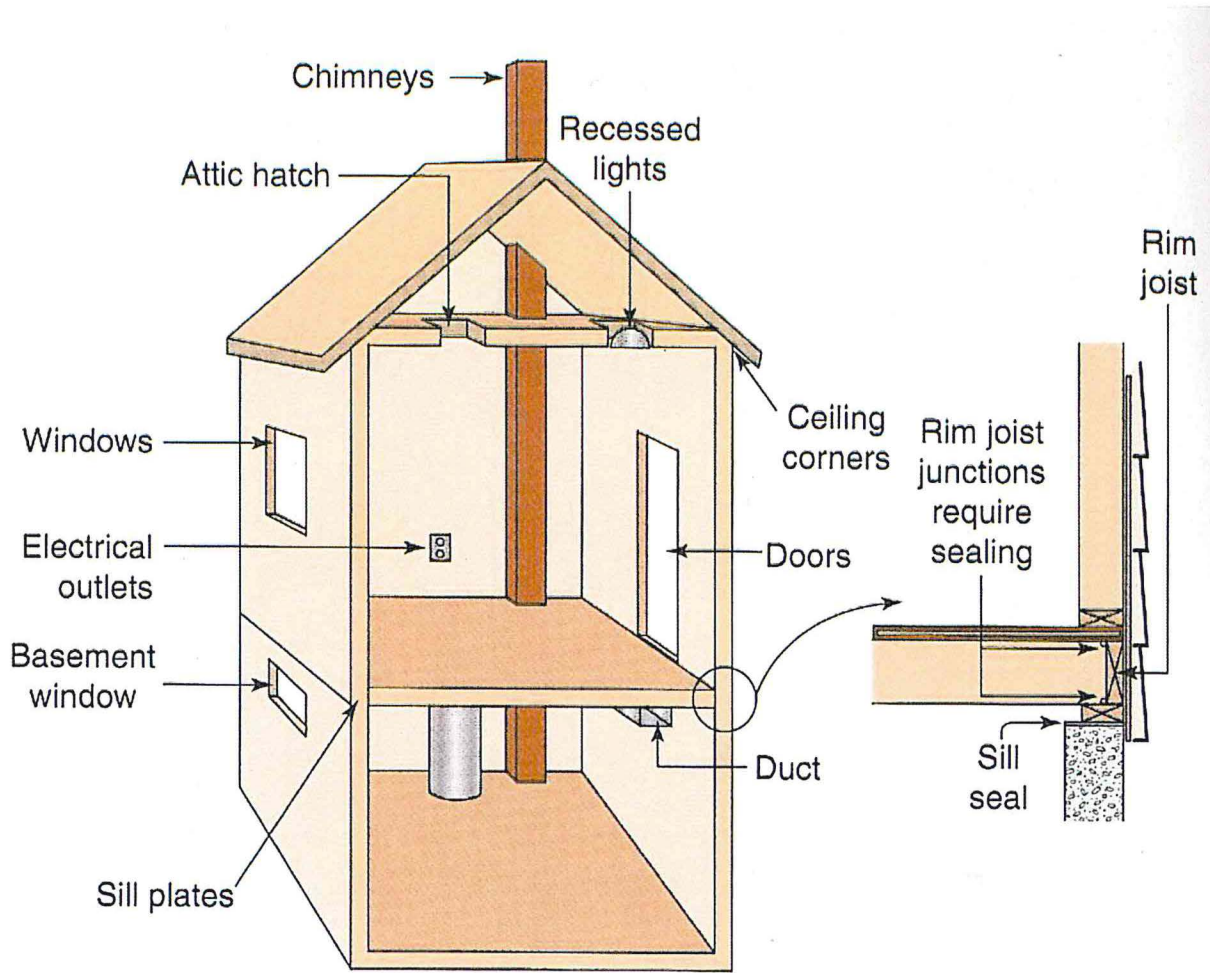 Chimneys
Recessed
lights
Attic hatch
Rim
joist
Windows
Ceiling
corners
Rim joist
junctions
require
sealing
Electrical
outlets
Doors
Basement
window
Duct
Sill
seal
Sill plates